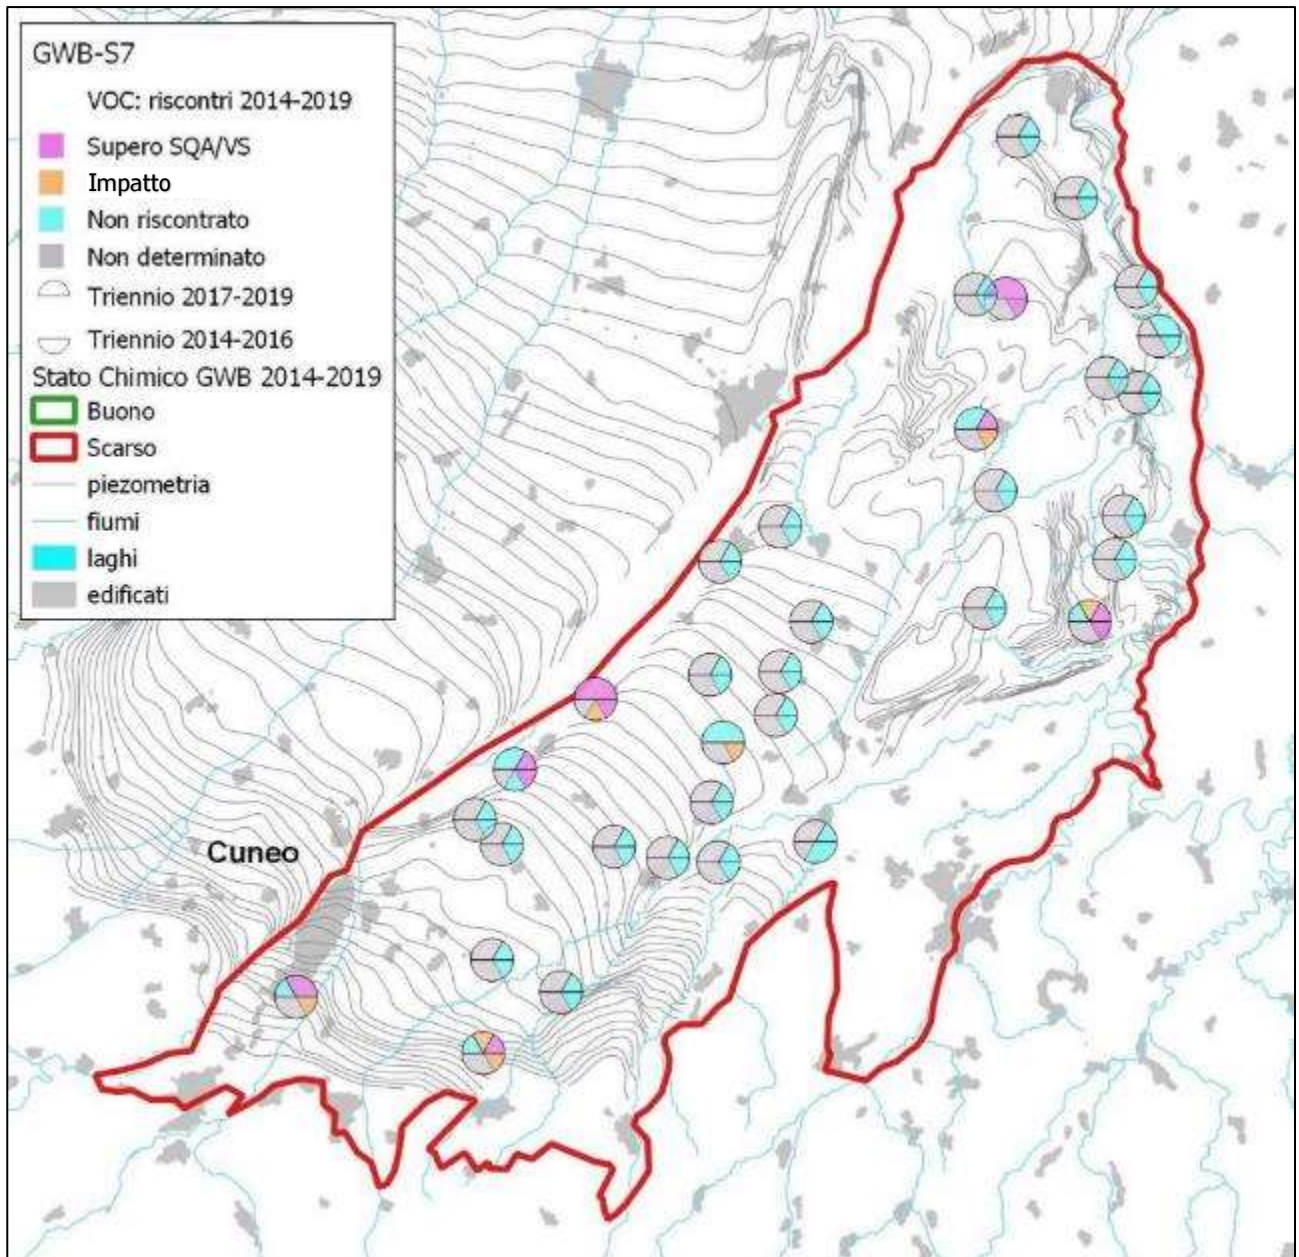 GWB-S7
VOC: riscontri 2014-2019
Supero SQA/VS
Impatto
Non riscontrato
Non determinato
Triennio 2017-2019
Triennio 2014-2016
Stato Chimico GWB 2014-2019
Buono
Scarso
piezometria
fiumi
laghi
edificati
Cuneo